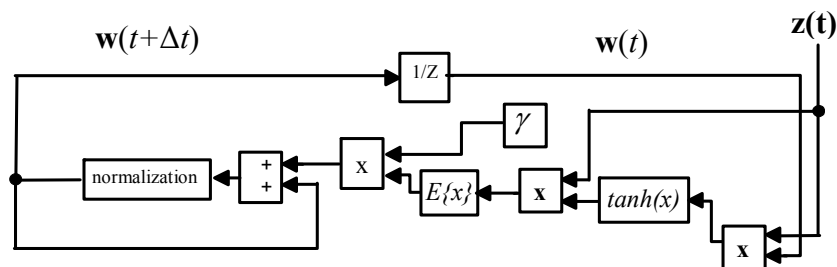 w(t+Δt)
w(t)
z(t)
1/Z
γ
+
+
normalization
x
E{x}
x
tanh(x)
x